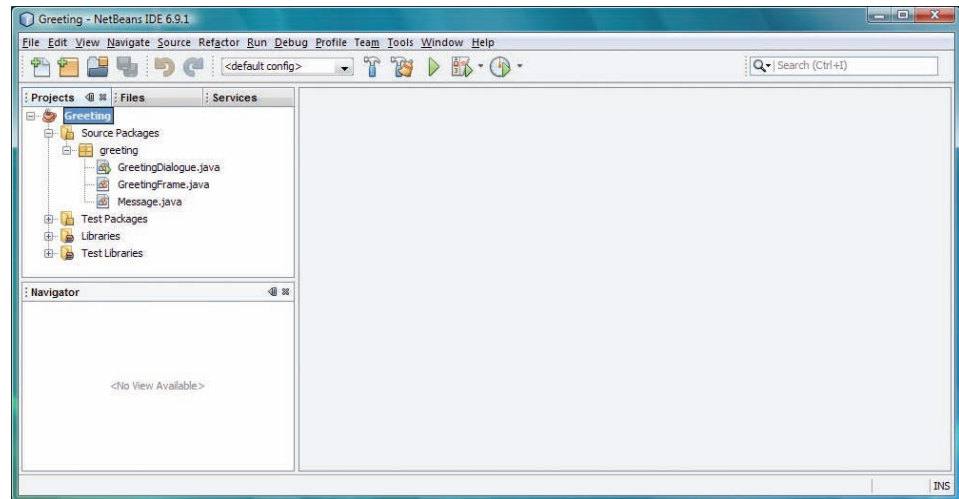 Greeting - NetBeans IDE 6.9.1
File Edit View Navigate Source Refactor Run Debug Profile Team Tools Window Help
<default config>
Search (Ctrl+I)
Projects Files Services
Greeting
Source Packages
greeting
GreetingDialogue.java
GreetingFrame.java
Message.java
Test Packages
Libraries
Test Libraries
Navigator
<No View Available>
INS